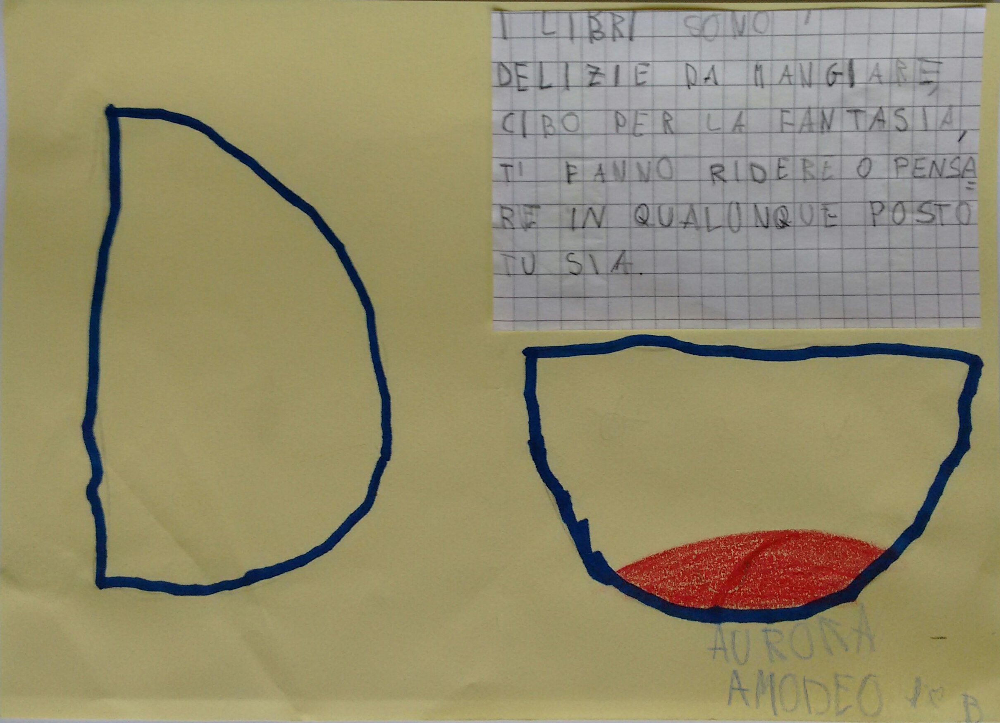 I LIBRI SONO
DELIZIE DA MANGIARE,
CIBO PER LA FANTASIA,
TI FANNO RIDERE O PENSA=
RE IN QUALUNQUE POSTO
TU SIA.
AURORA
AMODEO 1ª B